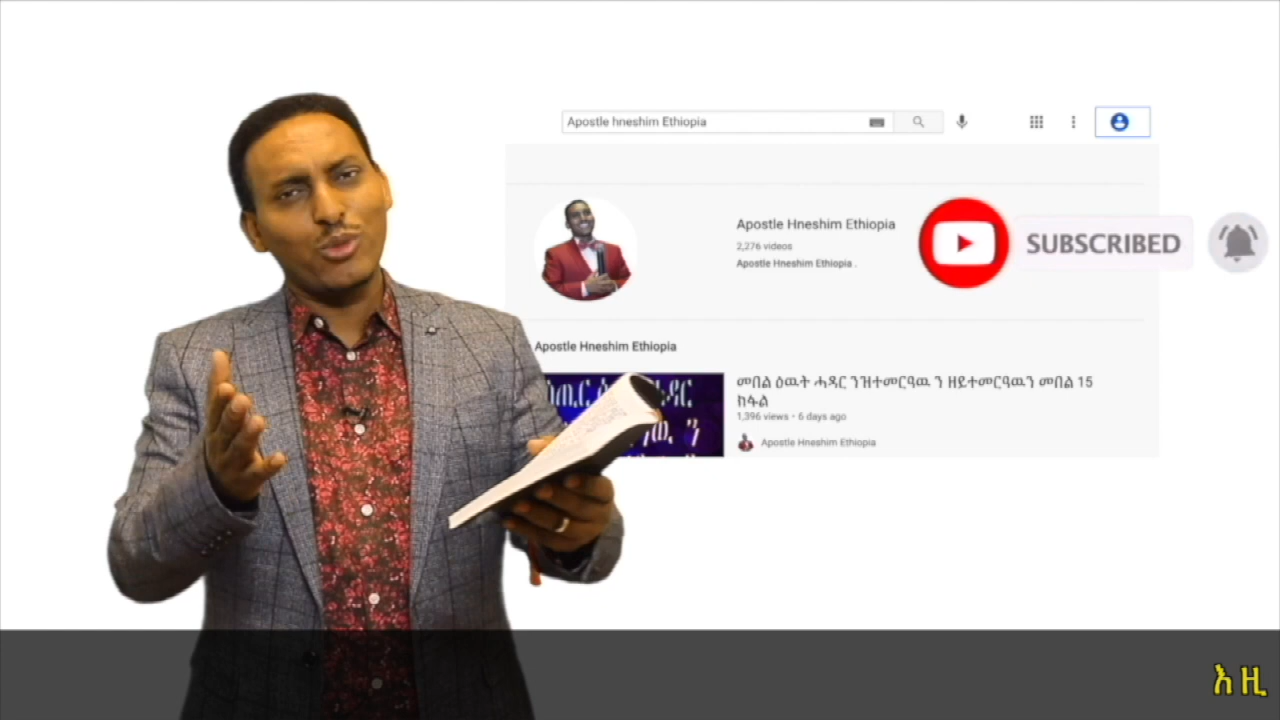 Apostle hneshim Ethiopia
Apostle Hneshim Ethiopia
2,276 videos
Apostle Hneshim Ethiopia .
SUBSCRIBED
Apostle Hneshim Ethiopia
መበል ዕዉት ሓዳር ንዝተመርዓዉ ን ዘይተመርዓዉን መበል 15
ክፋል
1,396 views • 6 days ago
Apostle Hneshim Ethiopia
እዚ